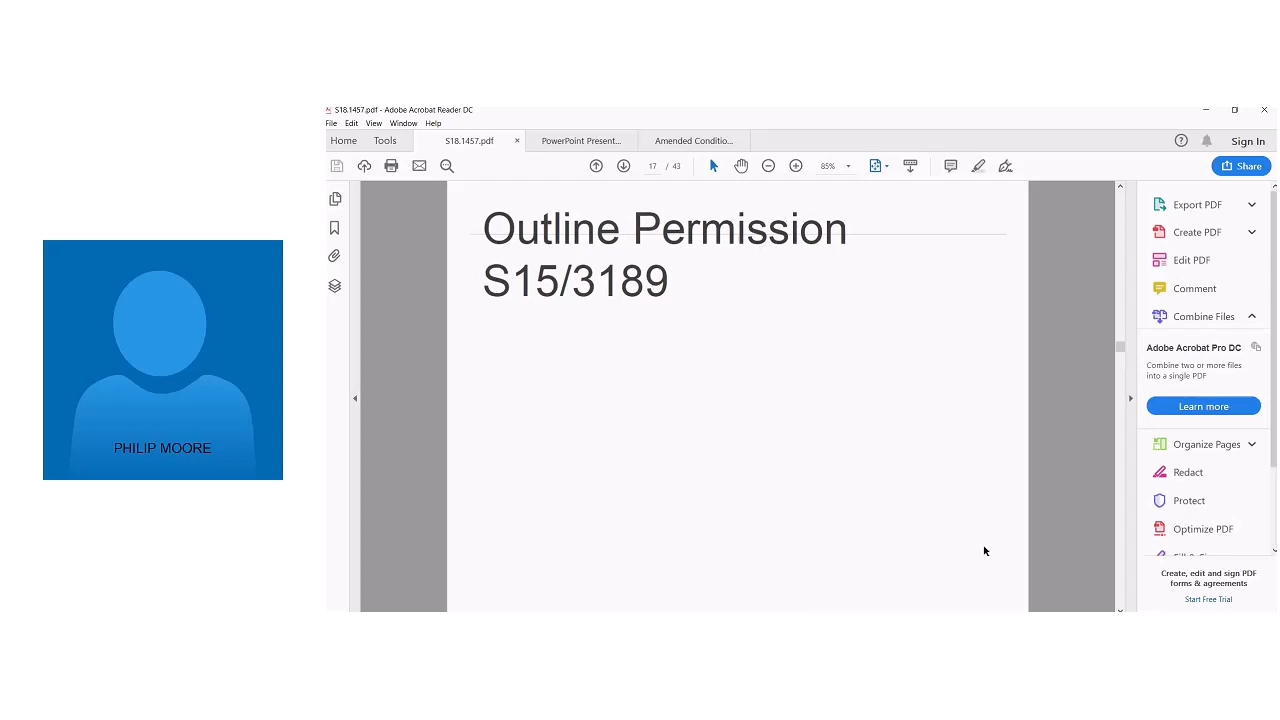 S18.1457.pdf - Adobe Acrobat Reader DC
File Edit View Window Help
Home Tools S18.1457.pdf × PowerPoint Present... Amended Conditio... Sign In
17 / 43 85% Share
Outline Permission
S15/3189
PHILIP MOORE
Export PDF
Create PDF
Edit PDF
Comment
Combine Files
Adobe Acrobat Pro DC
Combine two or more files
into a single PDF
Learn more
Organize Pages
Redact
Protect
Optimize PDF
Create, edit and sign PDF
forms & agreements
Start Free Trial